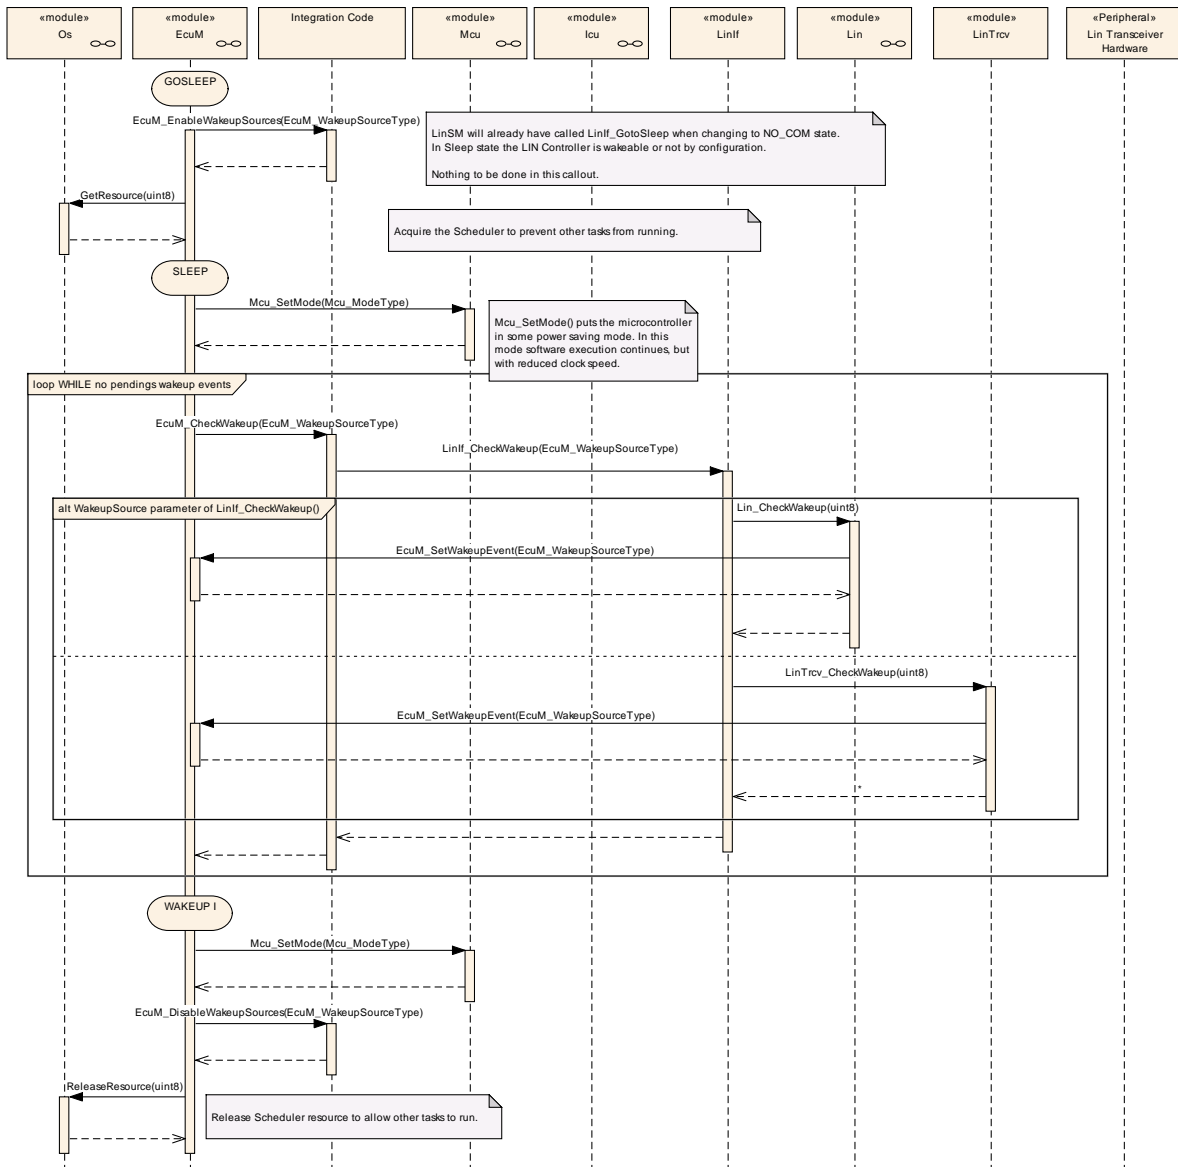 «module»
Os
«module»
EcuM
Integration Code
«module»
Mcu
«module»
Icu
«module»
LinIf
«module»
Lin
«module»
LinTrcv
«Peripheral»
Lin Transceiver
Hardware
GOSLEEP
EcuM_EnableWakeupSources(EcuM_WakeupSourceType)
LinSM will already have called LinIf_GotoSleep when changing to NO_COM state.
In Sleep state the LIN Controller is wakeable or not by configuration.
Nothing to be done in this callout.
GetResource(uint8)
Acquire the Scheduler to prevent other tasks from running.
SLEEP
Mcu_SetMode(Mcu_ModeType)
Mcu_SetMode() puts the microcontroller
in some power saving mode. In this
mode software execution continues, but
with reduced clock speed.
loop WHILE no pendings wakeup events
EcuM_CheckWakeup(EcuM_WakeupSourceType)
LinIf_CheckWakeup(EcuM_WakeupSourceType)
alt WakeupSource parameter of LinIf_CheckWakeup()
Lin_CheckWakeup(uint8)
EcuM_SetWakeupEvent(EcuM_WakeupSourceType)
LinTrcv_CheckWakeup(uint8)
EcuM_SetWakeupEvent(EcuM_WakeupSourceType)
*
WAKEUP I
Mcu_SetMode(Mcu_ModeType)
EcuM_DisableWakeupSources(EcuM_WakeupSourceType)
ReleaseResource(uint8)
Release Scheduler resource to allow other tasks to run.